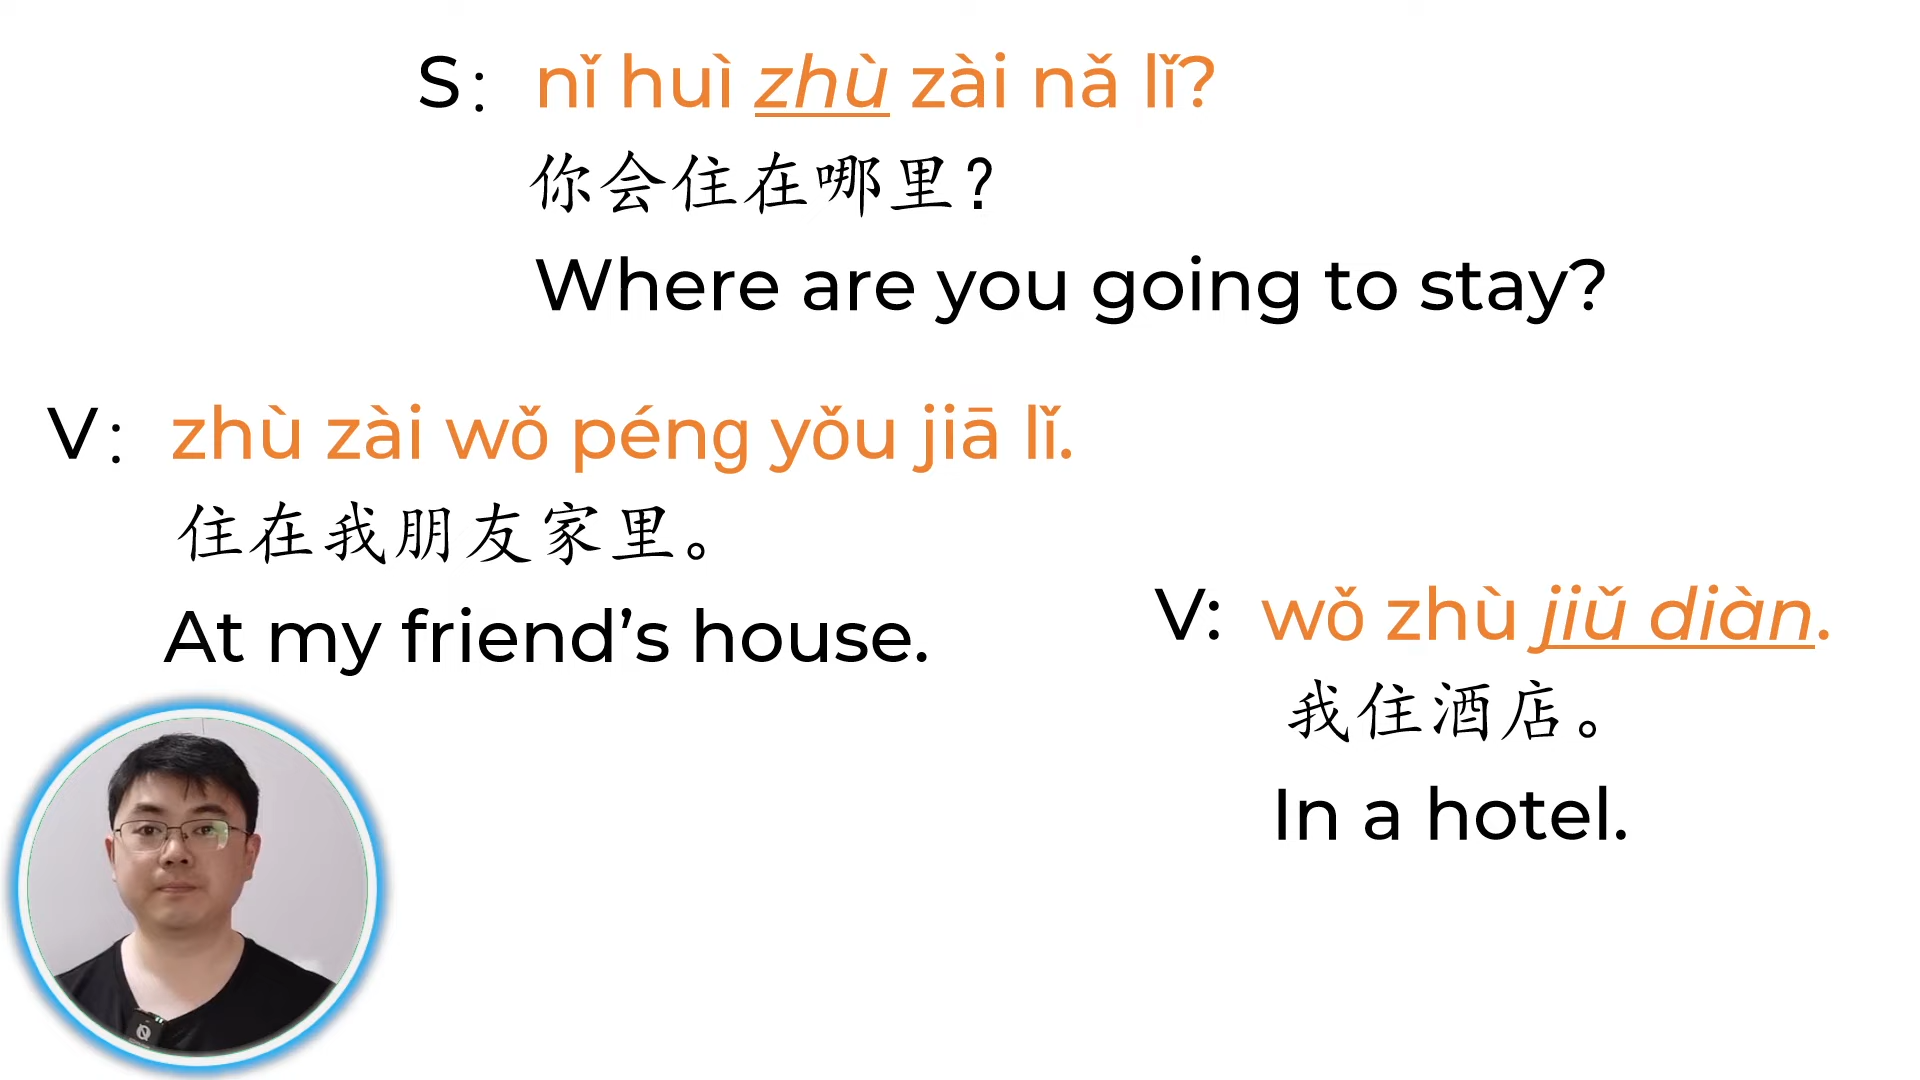 S： nǐ huì zhù zài nǎ lǐ?
你会住在哪里？
Where are you going to stay?
V： zhù zài wǒ péng yǒu jiā lǐ.
住在我朋友家里。
At my friend’s house.
V: wǒ zhù jiǔ diàn.
我住酒店。
In a hotel.